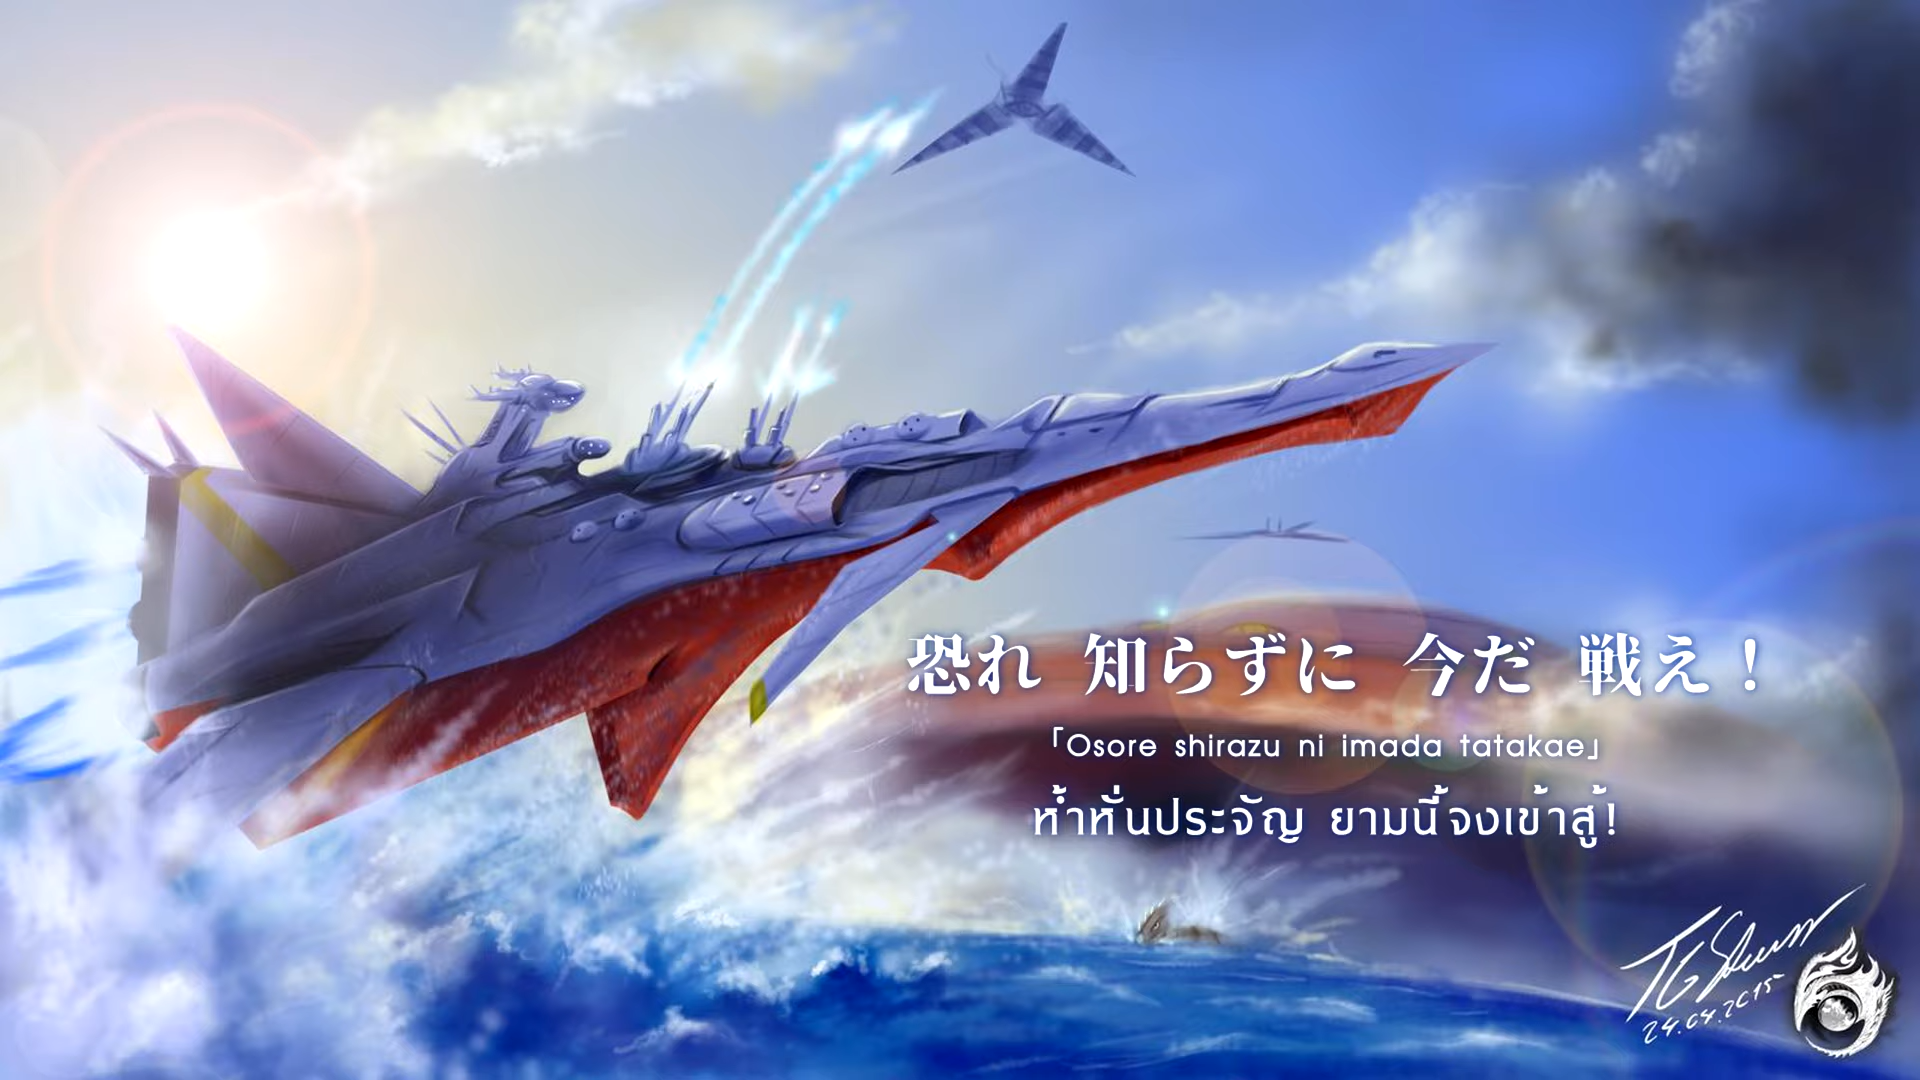 恐れ 知らずに 今だ 戦え！
「Osore shirazu ni imada tatakae」
ห้ำหั่นประจัญ ยามนี้จงเข้าสู้!
24.04.2015